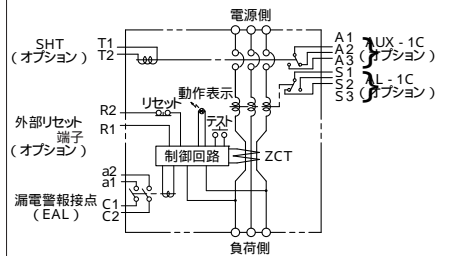 電源側
SHT
(オプション)
T1
T2
A1
A2
A3
AUX-1C
(オプション)
S1
S2
S3
AL-1C
(オプション)
リセット
動作表示
テスト
R2
R1
外部リセット
端子
(オプション)
制御回路
ZCT
a2
a1
漏電警報接点
(EAL)
C1
C2
負荷側